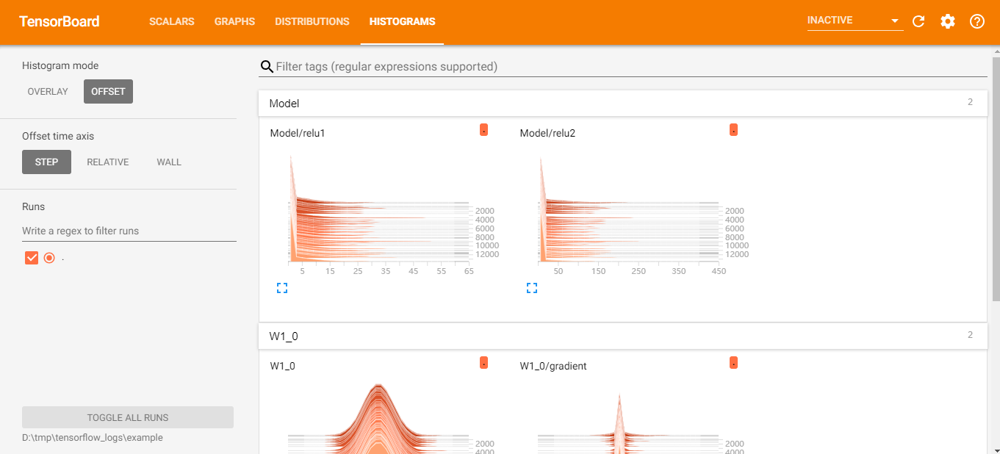 TensorBoard SCALARS GRAPHS DISTRIBUTIONS HISTOGRAMS INACTIVE
Histogram mode
OVERLAY OFFSET
Offset time axis
STEP RELATIVE WALL
Runs
Write a regex to filter runs
.
TOGGLE ALL RUNS
D:\tmp\tensorflow_logs\example
Filter tags (regular expressions supported)
Model 2
Model/relu1 .
2000
4000
6000
8000
10000
12000
5 15 25 35 45 55 65
Model/relu2 .
2000
4000
6000
8000
10000
12000
50 150 250 350 450
W1_0 2
W1_0 .
2000
4000
W1_0/gradient .
2000
4000